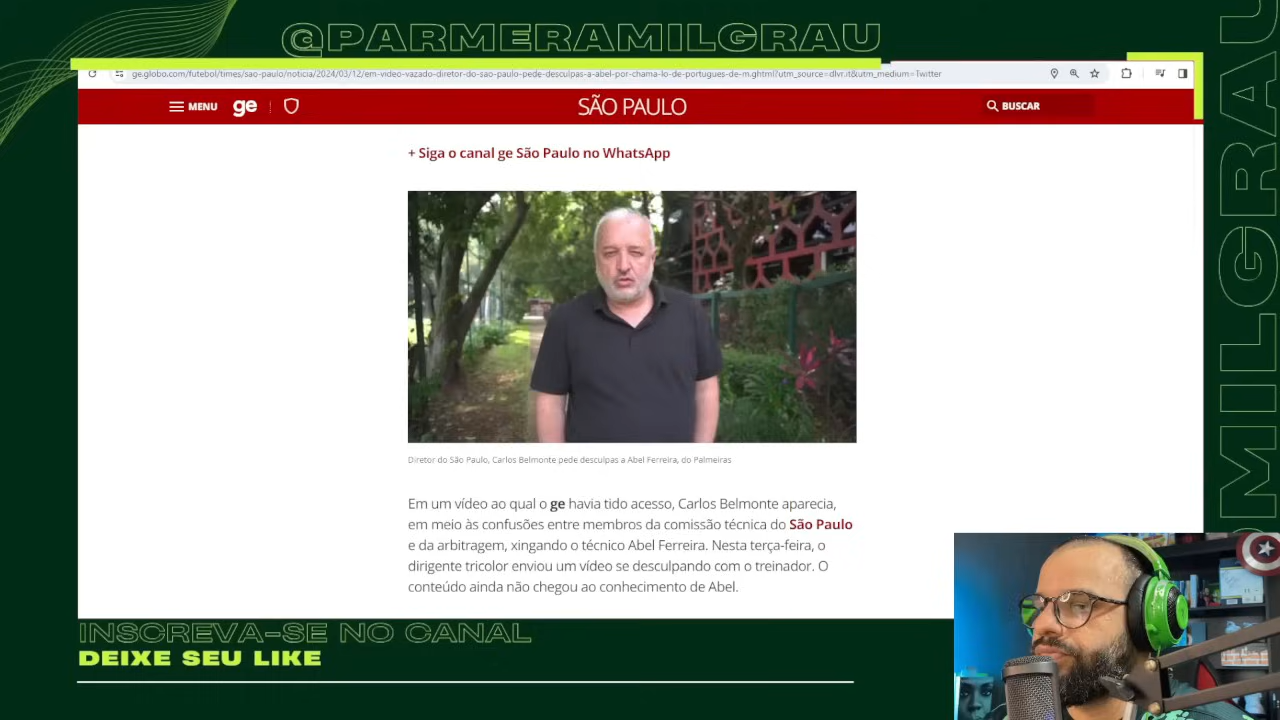 @PARMERAMILGRAU
ge.globo.com/futebol/times/sao-paulo/noticia/2024/03/12/em-video-vazado-diretor-do-sao-paulo-pede-desculpas-a-abel-por-chama-lo-de-portugues-de-m.ghtml?utm_source=dlvr.it&utm_medium=Twitter
MENU ge SÃO PAULO BUSCAR
+ Siga o canal ge São Paulo no WhatsApp
Diretor do São Paulo, Carlos Belmonte pede desculpas a Abel Ferreira, do Palmeiras
Em um vídeo ao qual o ge havia tido acesso, Carlos Belmonte aparecia,
em meio às confusões entre membros da comissão técnica do São Paulo
e da arbitragem, xingando o técnico Abel Ferreira. Nesta terça-feira, o
dirigente tricolor enviou um vídeo se desculpando com o treinador. O
conteúdo ainda não chegou ao conhecimento de Abel.
INSCREVA-SE NO CANAL
DEIXE SEU LIKE
MILGRAU